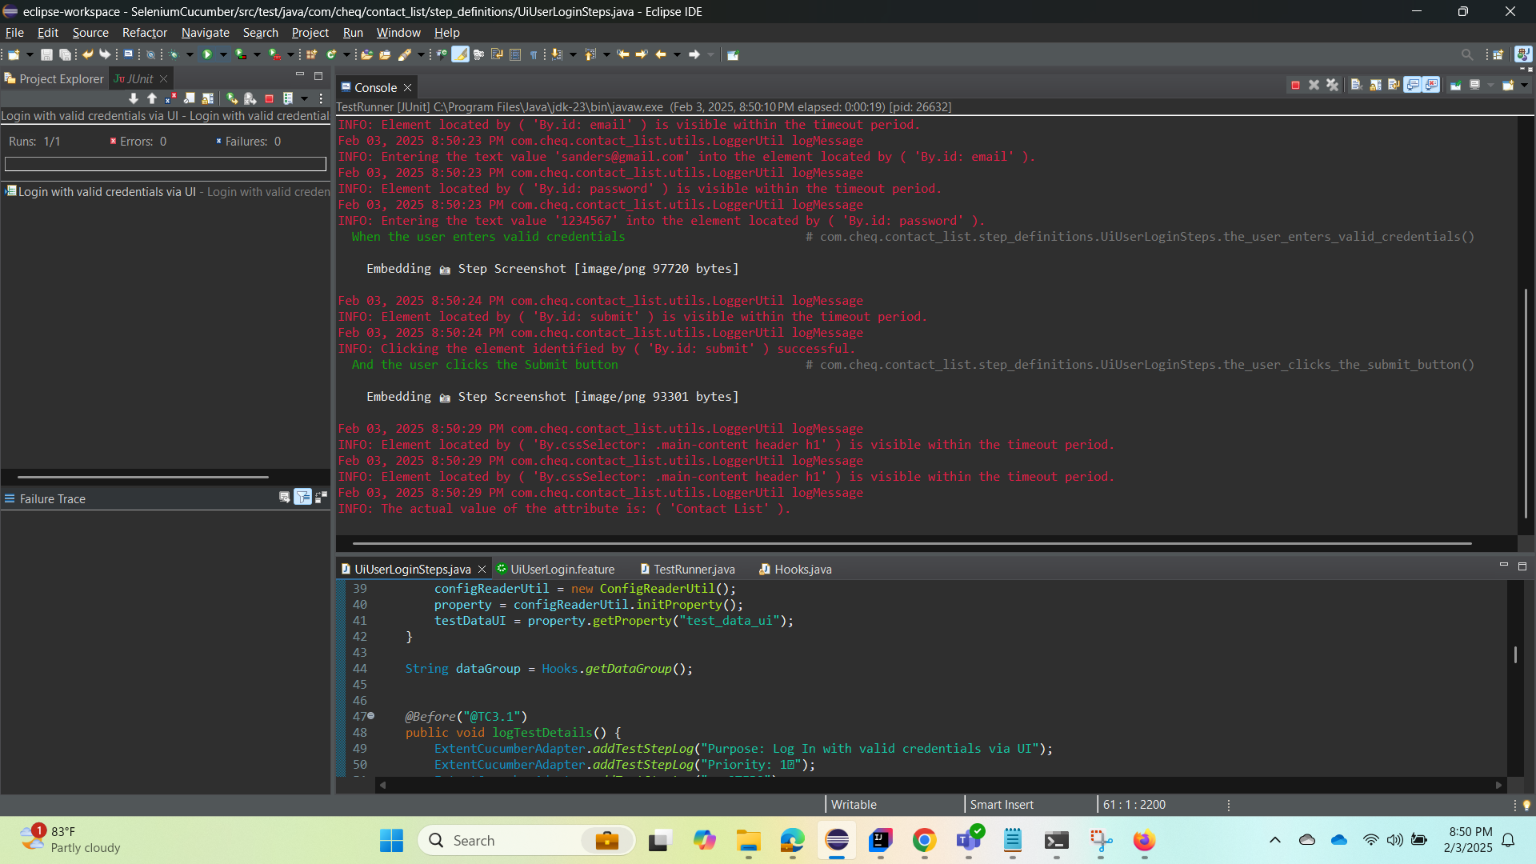 eclipse-workspace - SeleniumCucumber/src/test/java/com/cheq/contact_list/step_definitions/UiUserLoginSteps.java - Eclipse IDE
File Edit Source Refactor Navigate Search Project Run Window Help
Project Explorer JUnit
Login with valid credentials via UI - Login with valid credential
Runs: 1/1 Errors: 0 Failures: 0
Login with valid credentials via UI - Login with valid creden
Failure Trace
Console
TestRunner [JUnit] C:\Program Files\Java\jdk-23\bin\javaw.exe (Feb 3, 2025, 8:50:10 PM elapsed: 0:00:19) [pid: 26632]
INFO: Element located by ( 'By.id: email' ) is visible within the timeout period.
Feb 03, 2025 8:50:23 PM com.cheq.contact_list.utils.LoggerUtil logMessage
INFO: Entering the text value 'sanders@gmail.com' into the element located by ( 'By.id: email' ).
Feb 03, 2025 8:50:23 PM com.cheq.contact_list.utils.LoggerUtil logMessage
INFO: Element located by ( 'By.id: password' ) is visible within the timeout period.
Feb 03, 2025 8:50:23 PM com.cheq.contact_list.utils.LoggerUtil logMessage
INFO: Entering the text value '1234567' into the element located by ( 'By.id: password' ).
When the user enters valid credentials # com.cheq.contact_list.step_definitions.UiUserLoginSteps.the_user_enters_valid_credentials()
Embedding 📷 Step Screenshot [image/png 97720 bytes]
Feb 03, 2025 8:50:24 PM com.cheq.contact_list.utils.LoggerUtil logMessage
INFO: Element located by ( 'By.id: submit' ) is visible within the timeout period.
Feb 03, 2025 8:50:24 PM com.cheq.contact_list.utils.LoggerUtil logMessage
INFO: Clicking the element identified by ( 'By.id: submit' ) successful.
And the user clicks the Submit button # com.cheq.contact_list.step_definitions.UiUserLoginSteps.the_user_clicks_the_submit_button()
Embedding 📷 Step Screenshot [image/png 93301 bytes]
Feb 03, 2025 8:50:29 PM com.cheq.contact_list.utils.LoggerUtil logMessage
INFO: Element located by ( 'By.cssSelector: .main-content header h1' ) is visible within the timeout period.
Feb 03, 2025 8:50:29 PM com.cheq.contact_list.utils.LoggerUtil logMessage
INFO: Element located by ( 'By.cssSelector: .main-content header h1' ) is visible within the timeout period.
Feb 03, 2025 8:50:29 PM com.cheq.contact_list.utils.LoggerUtil logMessage
INFO: The actual value of the attribute is: ( 'Contact List' ).
UiUserLoginSteps.java UiUserLogin.feature TestRunner.java Hooks.java
39 configReaderUtil = new ConfigReaderUtil();
40 property = configReaderUtil.initProperty();
41 testDataUI = property.getProperty("test_data_ui");
42 }
43
44 String dataGroup = Hooks.getDataGroup();
45
46
47 @Before("@TC3.1")
48 public void logTestDetails() {
49 ExtentCucumberAdapter.addTestStepLog("Purpose: Log In with valid credentials via UI");
50 ExtentCucumberAdapter.addTestStepLog("Priority: 1");
Writable Smart Insert 61 : 1 : 2200
1
83°F
Partly cloudy
Search
8:50 PM
2/3/2025